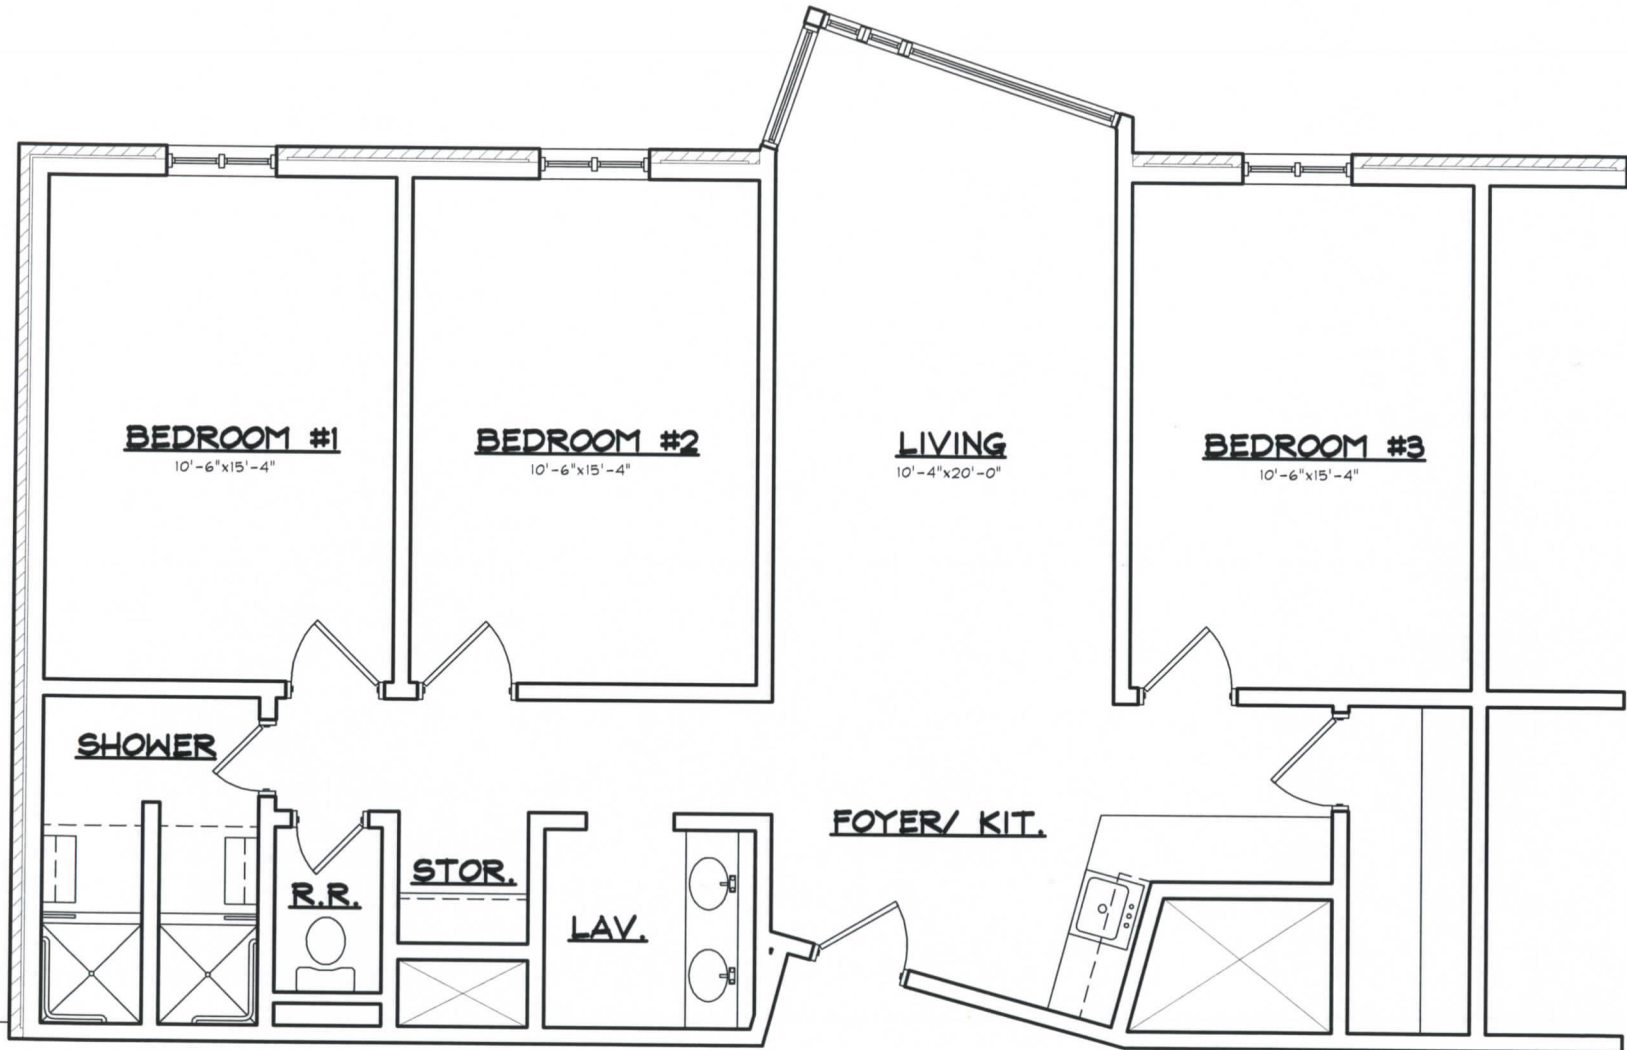 BEDROOM #1
10'-6"x15'-4"
BEDROOM #2
10'-6"x15'-4"
LIVING
10'-4"x20'-0"
BEDROOM #3
10'-6"x15'-4"
SHOWER
R.R.
STOR.
LAV.
FOYER/ KIT.